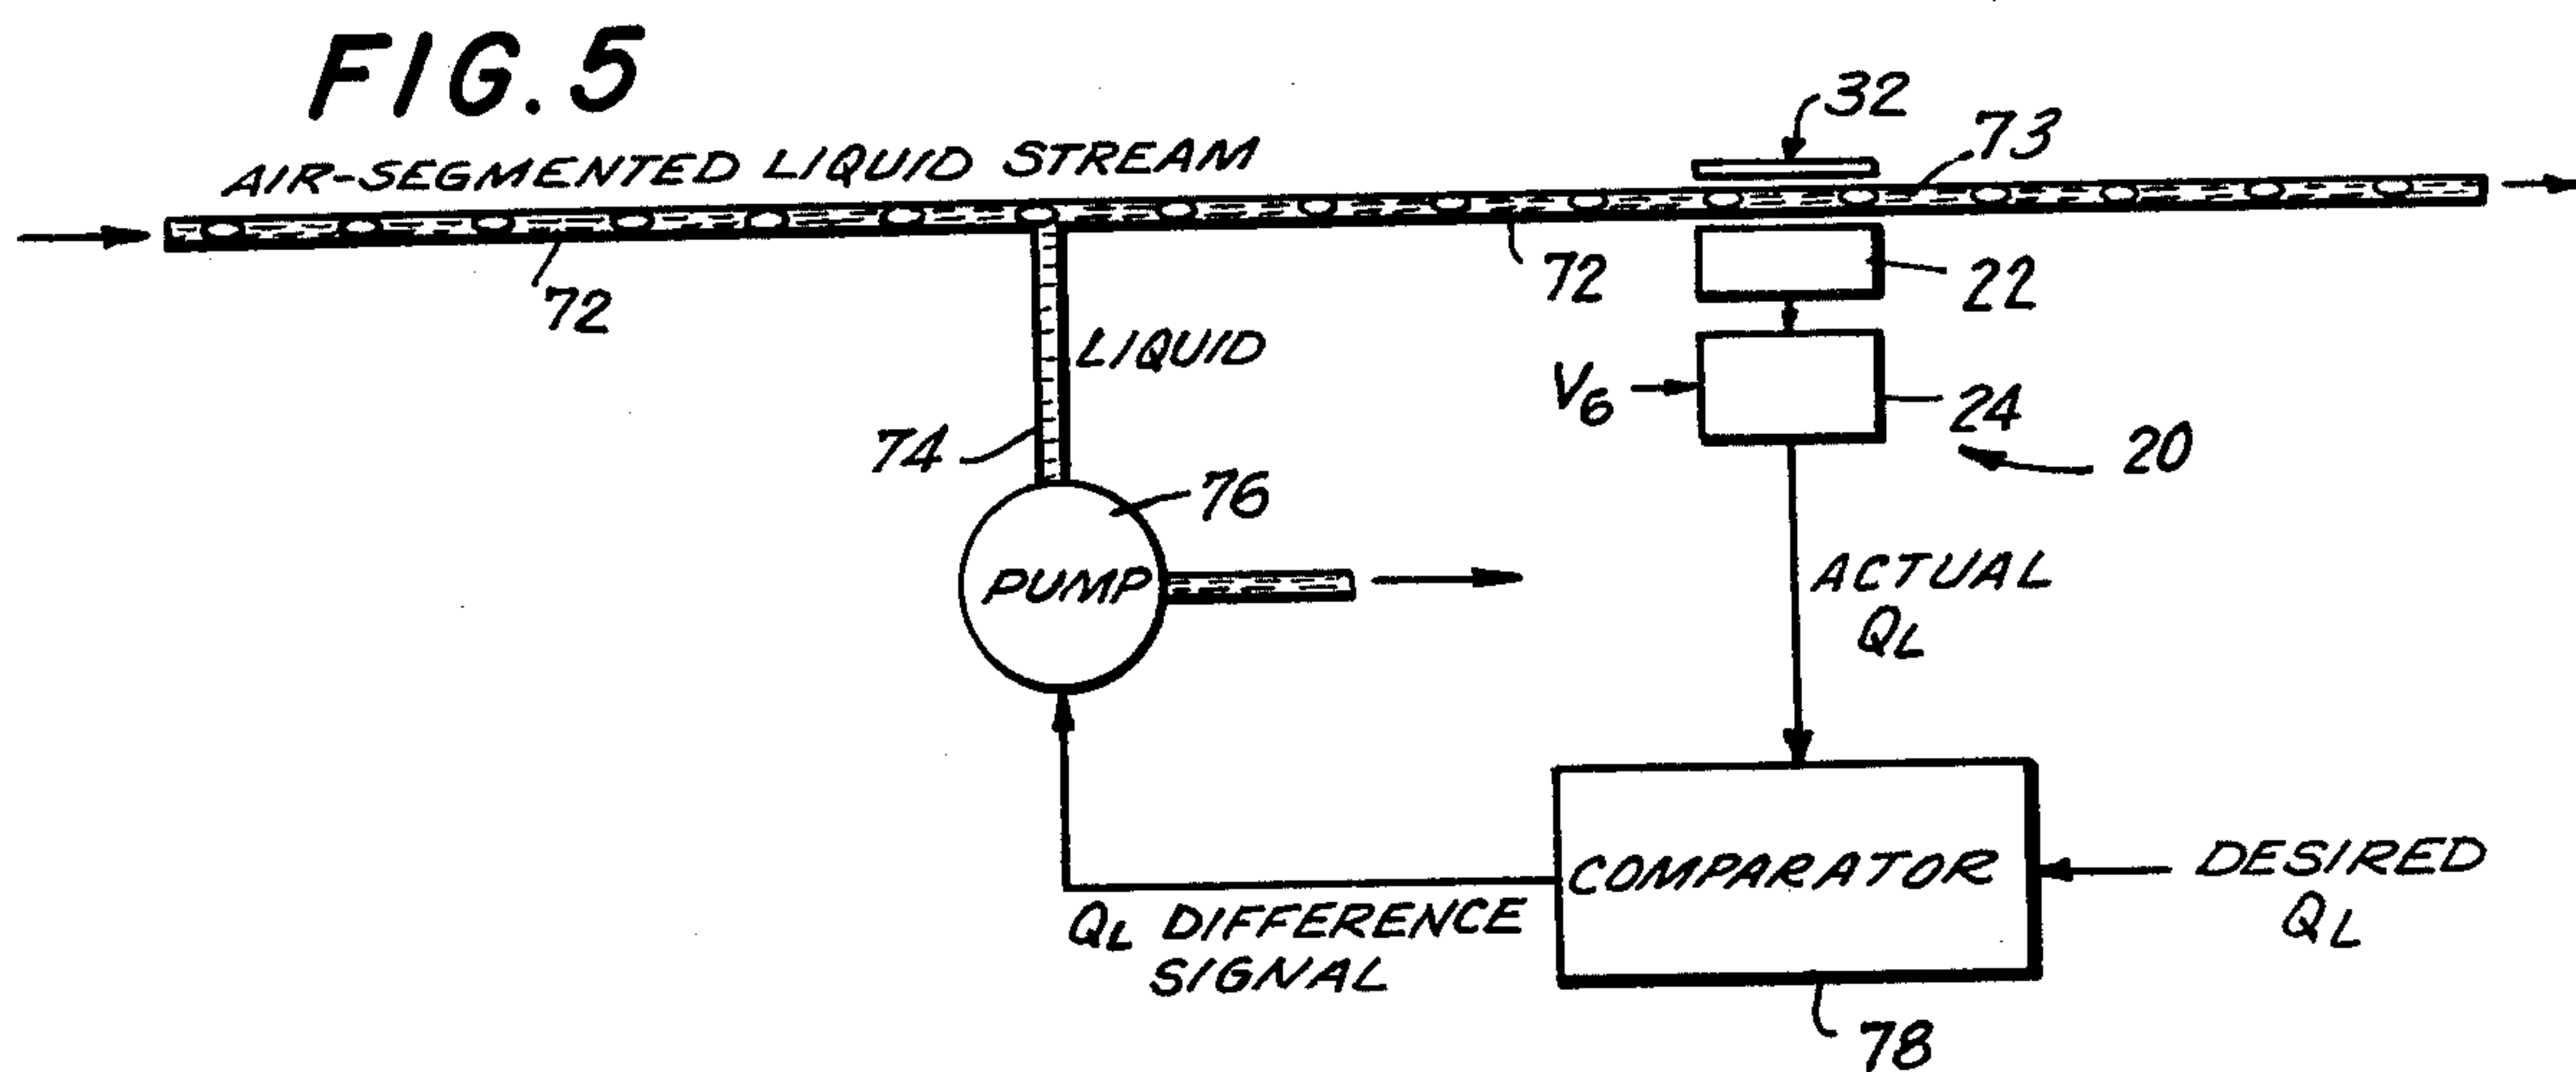 FIG. 5
AIR-SEGMENTED LIQUID STREAM
32
73
72
72
22
LIQUID
V6
24
74
20
76
PUMP
ACTUAL
QL
COMPARATOR
DESIRED
QL
QL DIFFERENCE
SIGNAL
78